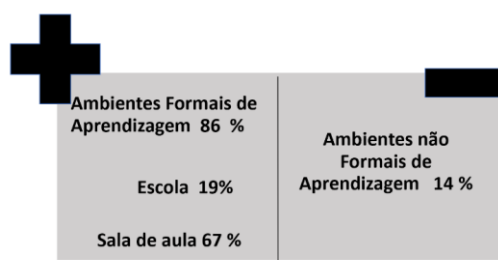 Ambientes Formais de
Aprendizagem 86 %
Escola 19%
Sala de aula 67 %
Ambientes não
Formais de
Aprendizagem 14 %